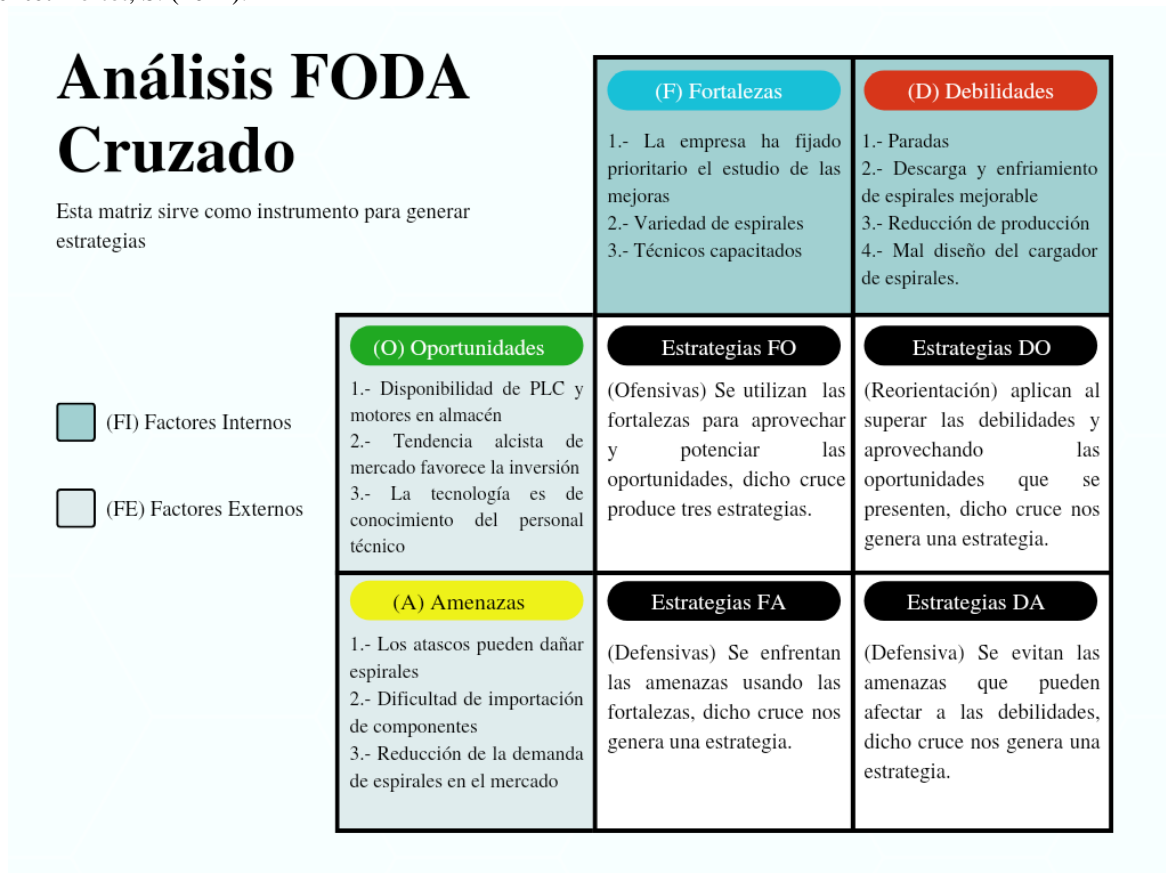 Análisis FODA
Cruzado
Esta matriz sirve como instrumento para generar
estrategias
(F) Fortalezas
1.- La empresa ha fijado
prioritario el estudio de las
mejoras
2.- Variedad de espirales
3.- Técnicos capacitados
(D) Debilidades
1.- Paradas
2.- Descarga y enfriamiento
de espirales mejorable
3.- Reducción de producción
4.- Mal diseño del cargador
de espirales.
(FI) Factores Internos
(FE) Factores Externos
(O) Oportunidades
1.- Disponibilidad de PLC y
motores en almacén
2.- Tendencia alcista de
mercado favorece la inversión
3.- La tecnología es de
conocimiento del personal
técnico
Estrategias FO
(Ofensivas) Se utilizan las
fortalezas para aprovechar
y potenciar las
oportunidades, dicho cruce
produce tres estrategias.
Estrategias DO
(Reorientación) aplican al
superar las debilidades y
aprovechando las
oportunidades que se
presenten, dicho cruce nos
genera una estrategia.
(A) Amenazas
1.- Los atascos pueden dañar
espirales
2.- Dificultad de importación
de componentes
3.- Reducción de la demanda
de espirales en el mercado
Estrategias FA
(Defensivas) Se enfrentan
las amenazas usando las
fortalezas, dicho cruce nos
genera una estrategia.
Estrategias DA
(Defensiva) Se evitan las
amenazas que pueden
afectar a las debilidades,
dicho cruce nos genera una
estrategia.